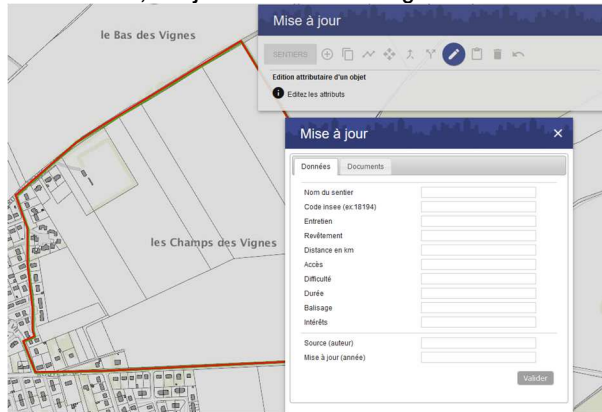 le Bas des Vignes
les Champs des Vignes
Mise à jour
SENTIERS
Edition attributaire d'un objet
Editez les attributs
Mise à jour
Données Documents
Nom du sentier
Code insee (ex:18194)
Entretien
Revêtement
Distance en km
Accès
Difficulté
Durée
Balisage
Intérêts
Source (auteur)
Mise à jour (année)
Valider